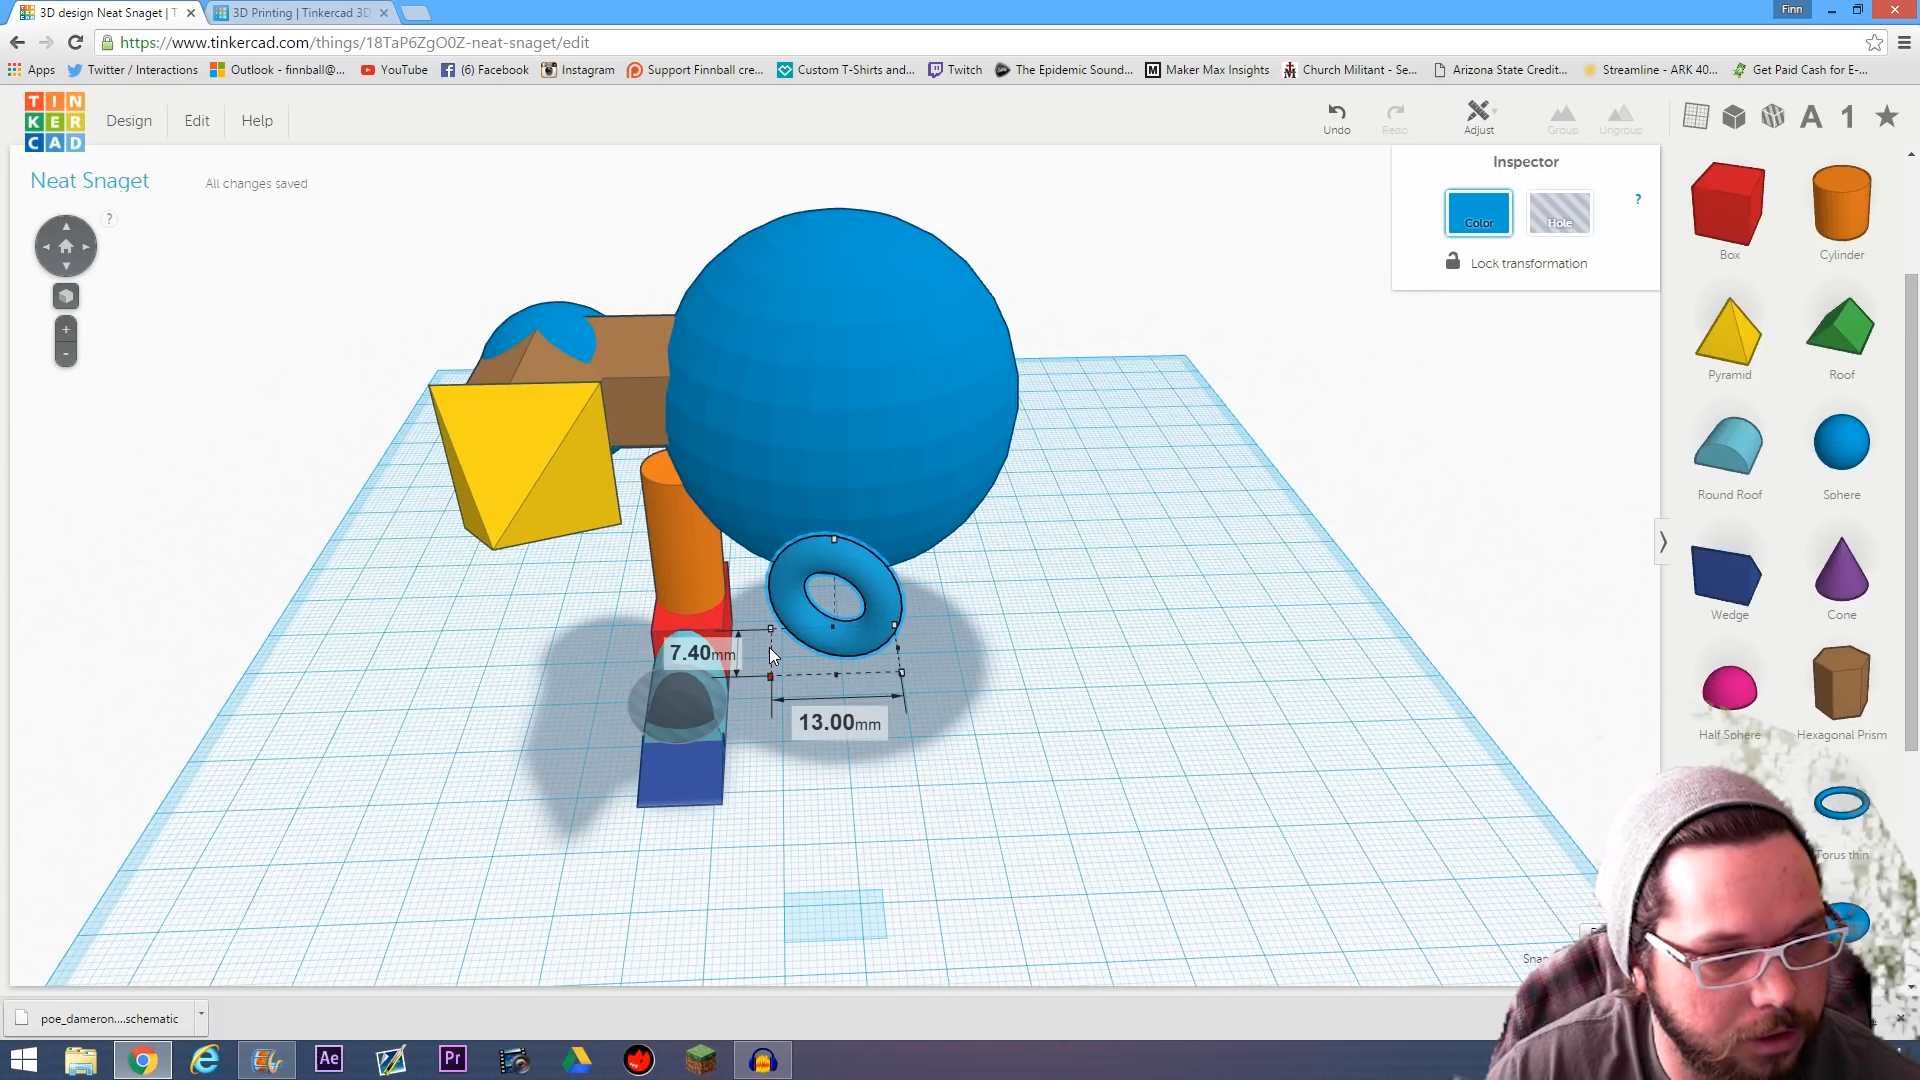 3D design Neat Snaget | T
3D Printing | Tinkercad 3D
Finn
https://www.tinkercad.com/things/18TaP6ZgO0Z-neat-snaget/edit
Apps
Twitter / Interactions
Outlook - finnball@...
YouTube
(6) Facebook
Instagram
Support Finnball cre...
Custom T-Shirts and...
Twitch
The Epidemic Sound...
Maker Max Insights
Church Militant - Se...
Arizona State Credit...
Streamline - ARK 40...
Get Paid Cash for E-...
TINKERCAD
Design
Edit
Help
Undo
Redo
Adjust
Group
Ungroup
A
1
Neat Snaget
All changes saved
?
+
-
Inspector
Color
Hole
?
Lock transformation
Box
Cylinder
Pyramid
Roof
Round Roof
Sphere
Wedge
Cone
Half Sphere
Hexagonal Prism
Torus thin
7.40mm
13.00mm
poe_dameron....schematic
Ae
Pr